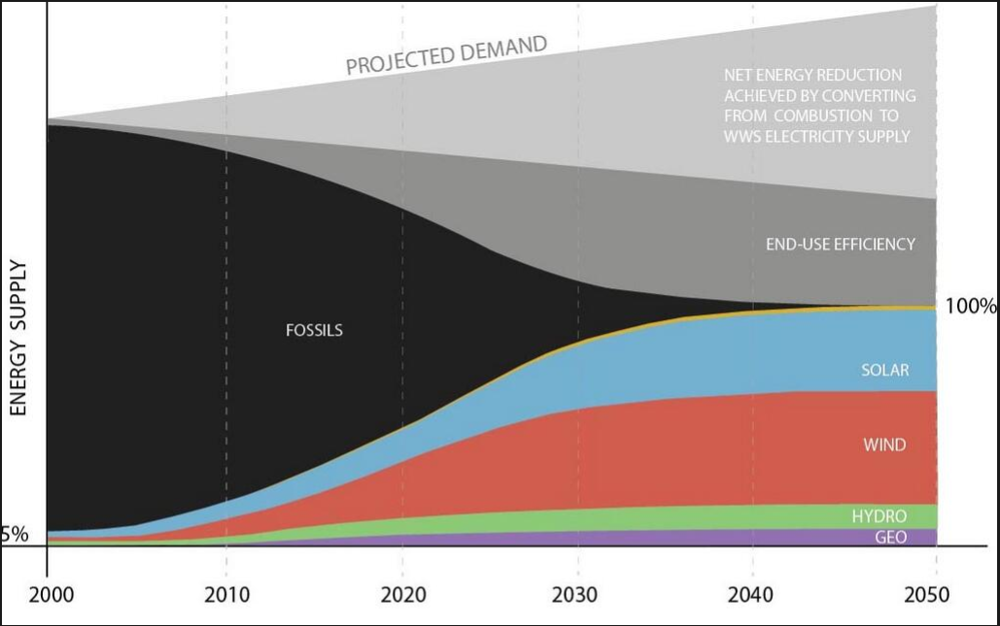 PROJECTED DEMAND
NET ENERGY REDUCTION
ACHIEVED BY CONVERTING
FROM COMBUSTION TO
WWS ELECTRICITY SUPPLY
END-USE EFFICIENCY
100%
ENERGY SUPPLY
FOSSILS
SOLAR
WIND
HYDRO
GEO
5%
2000 2010 2020 2030 2040 2050